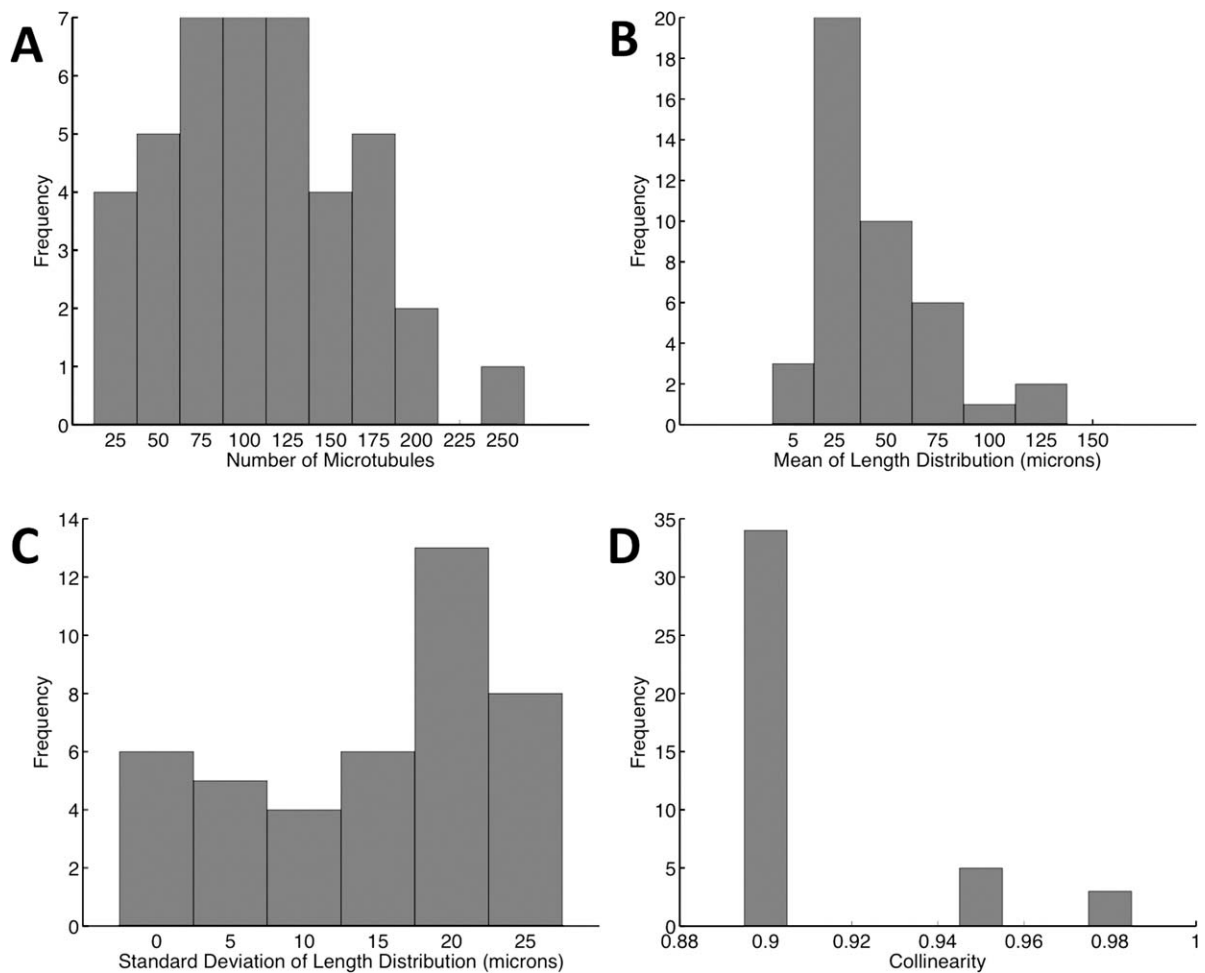 A
7
6
5
4
3
2
1
0
Frequency
25 50 75 100 125 150 175 200 225 250
Number of Microtubules
B
20
18
16
14
12
10
8
6
4
2
0
Frequency
5 25 50 75 100 125 150
Mean of Length Distribution (microns)
C
14
12
10
8
6
4
2
0
Frequency
0 5 10 15 20 25
Standard Deviation of Length Distribution (microns)
D
35
30
25
20
15
10
5
0
Frequency
0.88 0.9 0.92 0.94 0.96 0.98 1
Collinearity